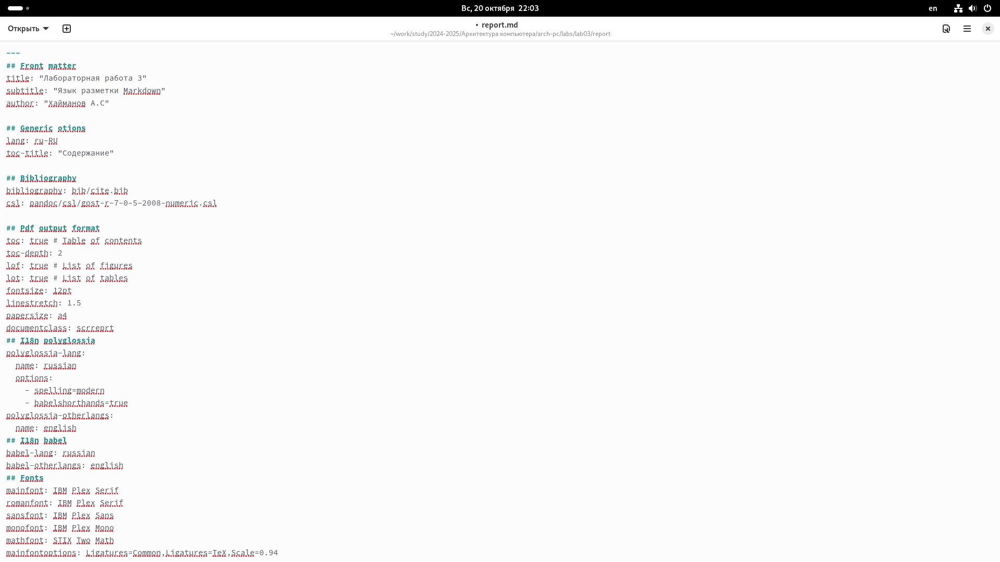 Вс, 20 октября 22:03
en
Открыть
• report.md
~/work/study/2024-2025/Архитектура компьютера/arch-pc/labs/lab03/report
---
## Front matter
title: "Лабораторная работа 3"
subtitle: "Язык разметки Markdown"
author: "Хайманов А.С"

## Generic otions
lang: ru-RU
toc-title: "Содержание"

## Bibliography
bibliography: bib/cite.bib
csl: pandoc/csl/gost-r-7-0-5-2008-numeric.csl

## Pdf output format
toc: true # Table of contents
toc-depth: 2
lof: true # List of figures
lot: true # List of tables
fontsize: 12pt
linestretch: 1.5
papersize: a4
documentclass: scrreprt
## I18n polyglossia
polyglossia-lang:
  name: russian
  options:
    - spelling=modern
    - babelshorthands=true
polyglossia-otherlangs:
  name: english
## I18n babel
babel-lang: russian
babel-otherlangs: english
## Fonts
mainfont: IBM Plex Serif
romanfont: IBM Plex Serif
sansfont: IBM Plex Sans
monofont: IBM Plex Mono
mathfont: STIX Two Math
mainfontoptions: Ligatures=Common,Ligatures=TeX,Scale=0.94